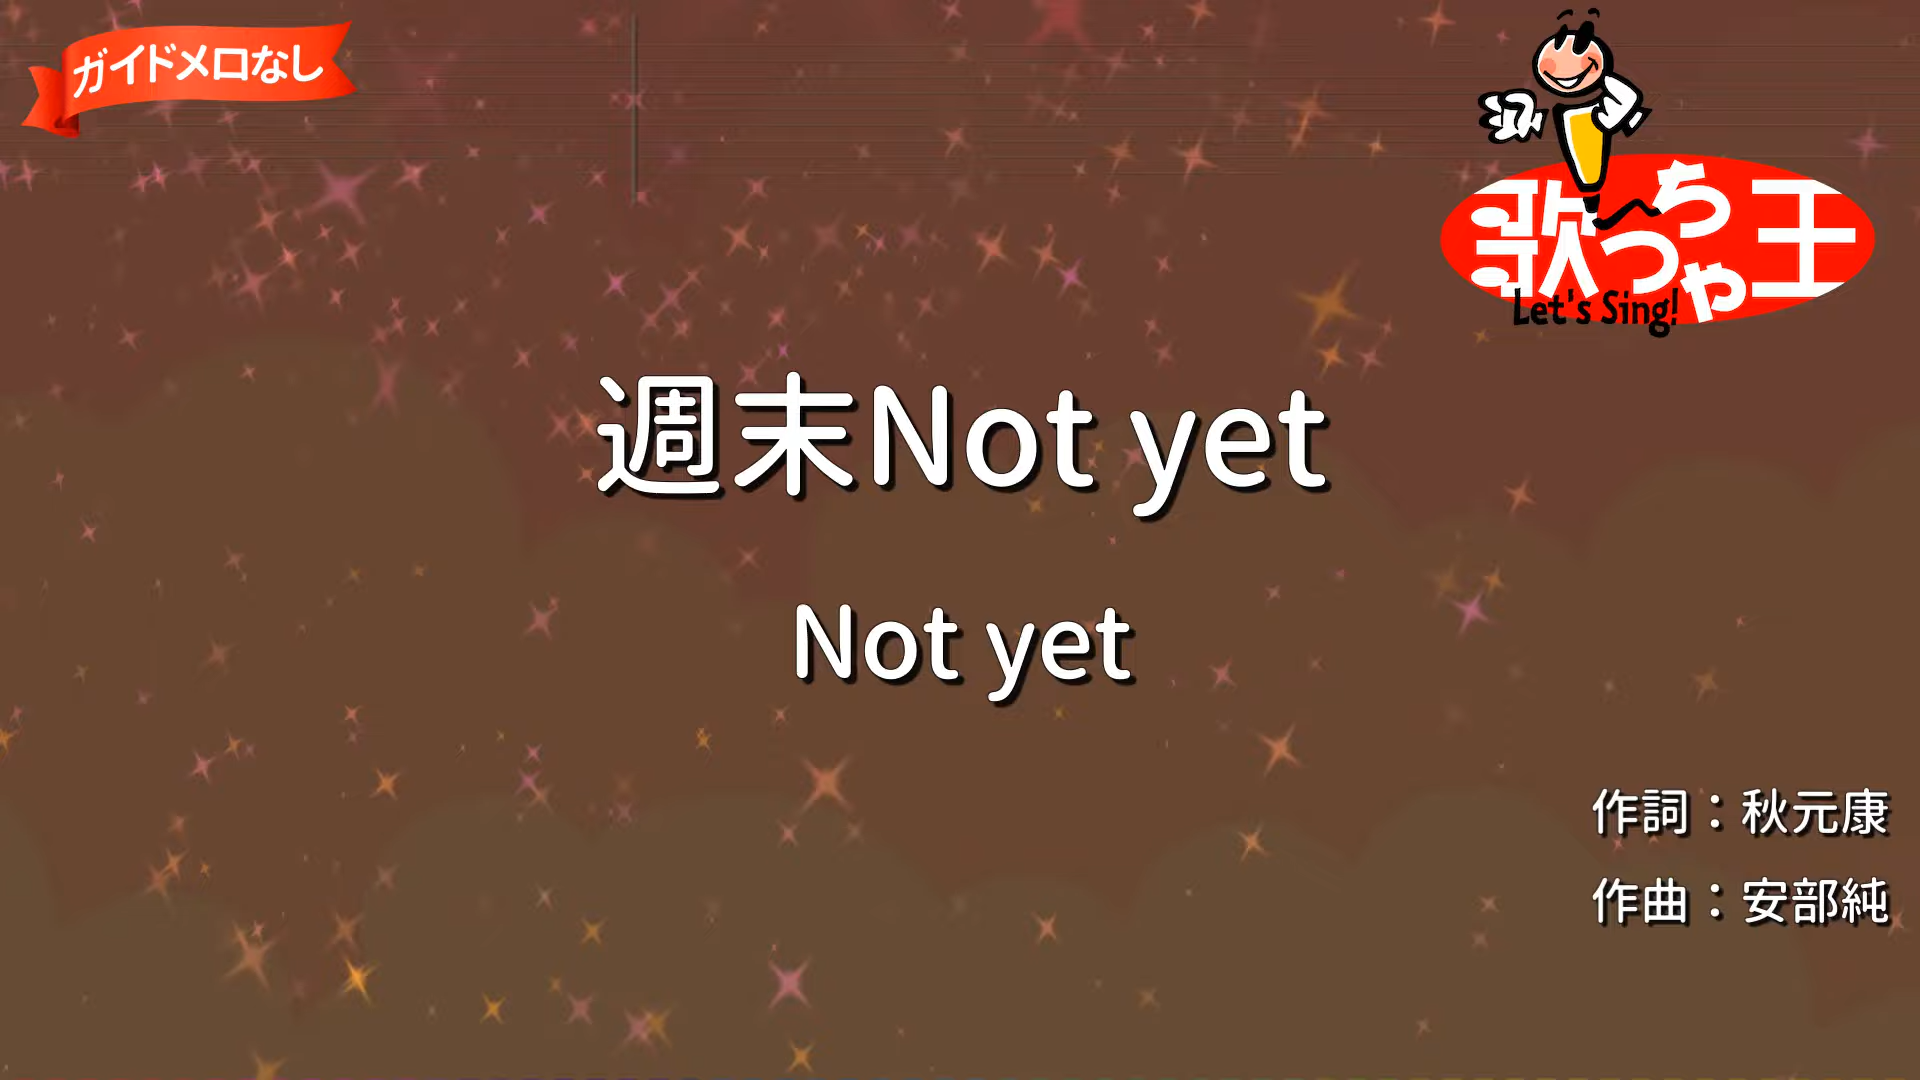 ガイドメロなし
歌っちゃ王
Let's Sing!
週末Not yet
Not yet
作詞：秋元康
作曲：安部純